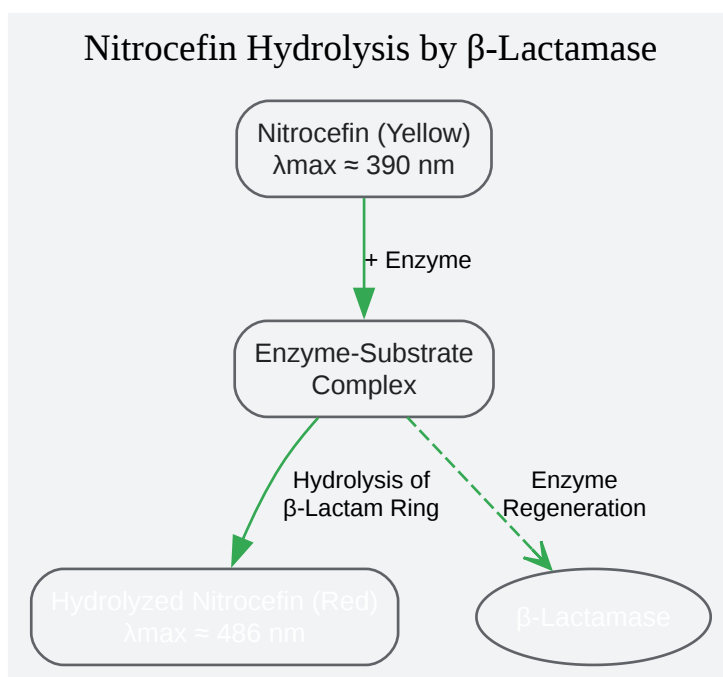 Nitrocefin Hydrolysis by β-Lactamase
Nitrocefin (Yellow)
λmax ≈ 390 nm
+ Enzyme
Enzyme-Substrate
Complex
Hydrolysis of
β-Lactam Ring
Enzyme
Regeneration
Hydrolyzed Nitrocefin (Red)
λmax ≈ 486 nm
β-Lactamase